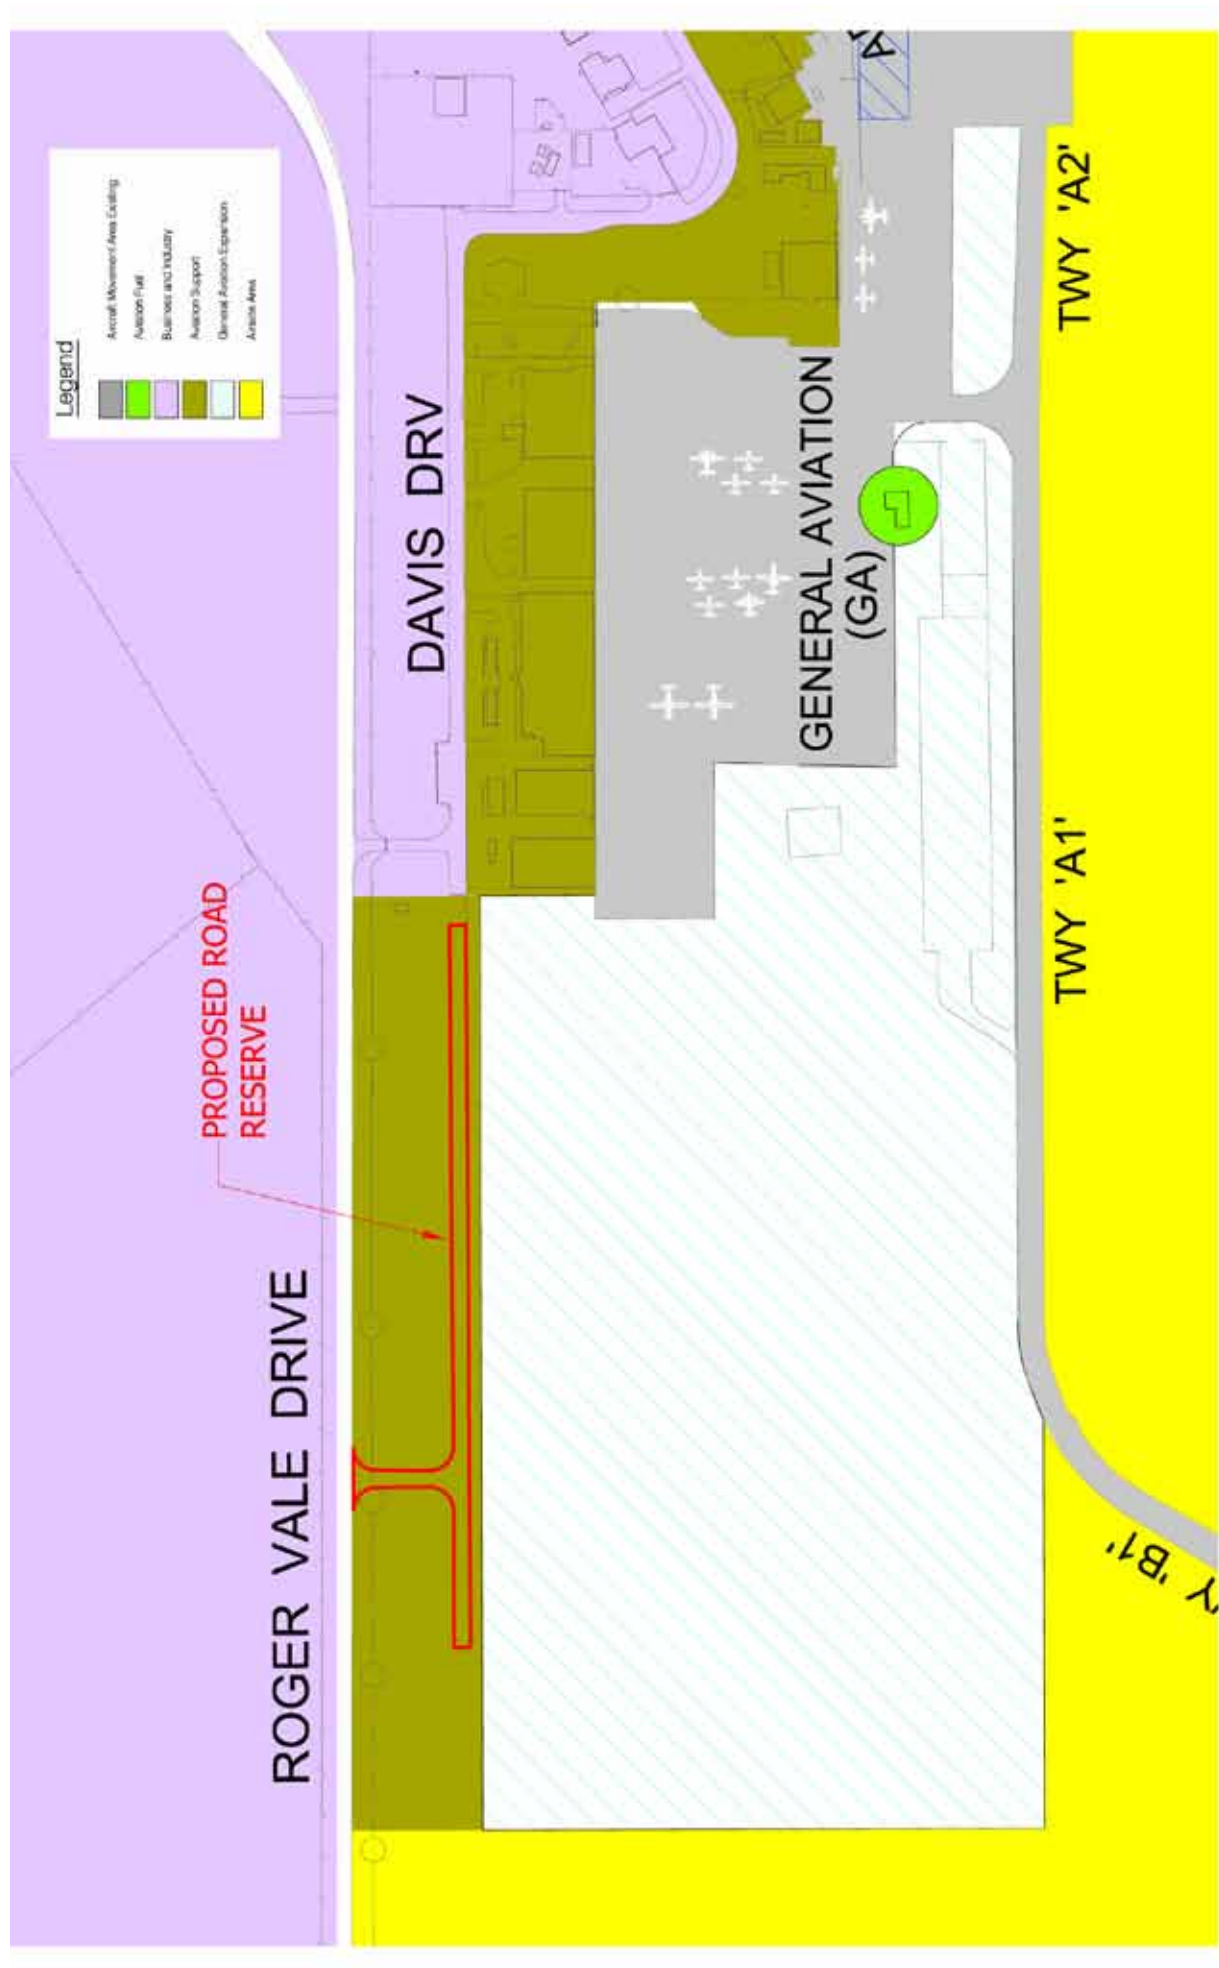 Legend
Aircraft Movement Area Existing
Aviation Fuel
Business and Industry
Aviation Support
General Aviation Expansion
Airside Area
PROPOSED ROAD
RESERVE
ROGER VALE DRIVE
DAVIS DRV
GENERAL AVIATION
(GA)
TWY 'A1'
TWY 'A2'
'B1'